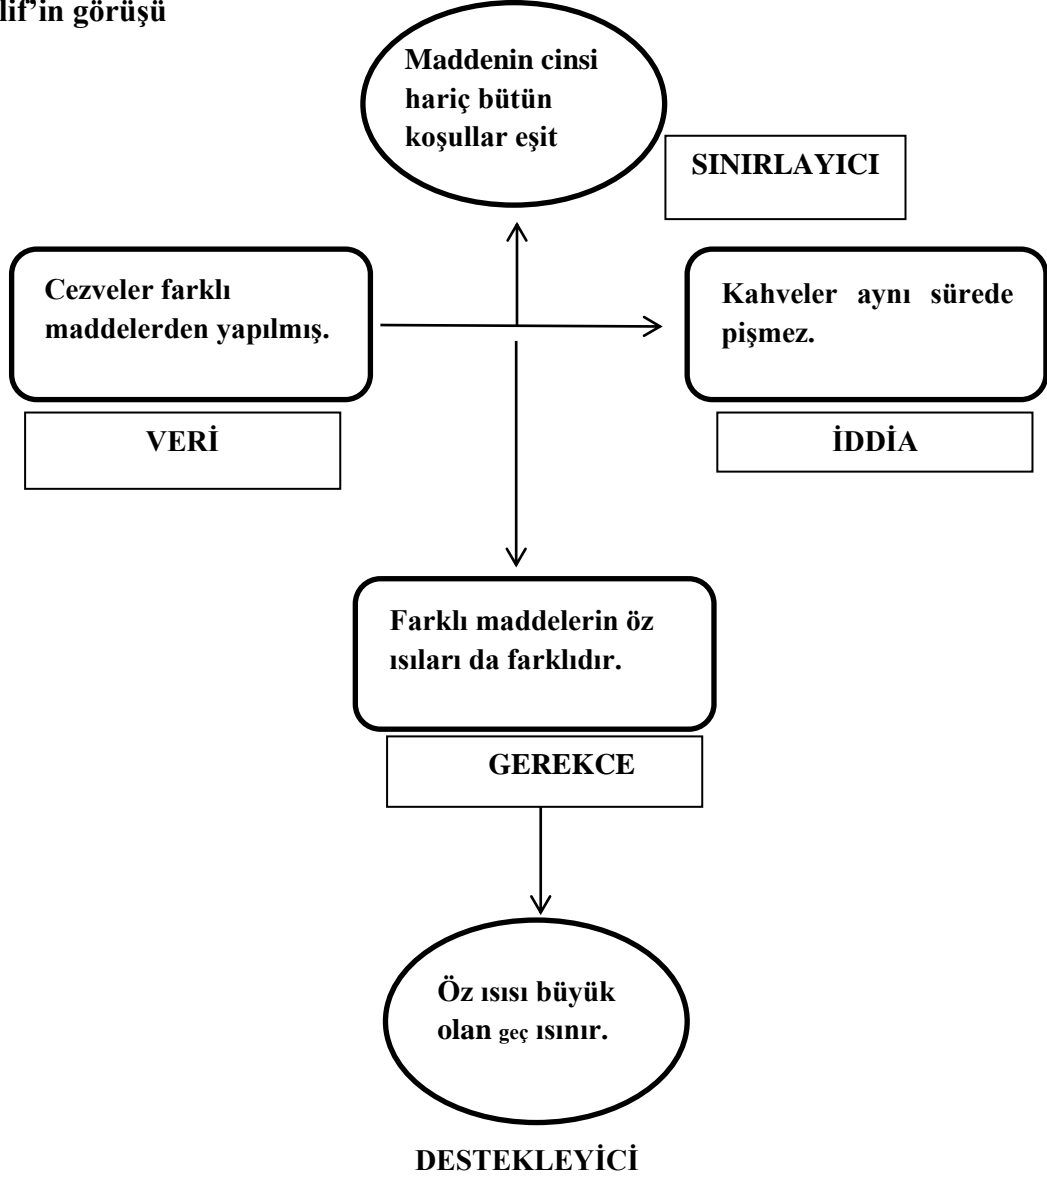 lif’in görüşü
Maddenin cinsi
hariç bütün
koşullar eşit
SINIRLAYICI
Cezveler farklı
maddelerden yapılmış.
VERİ
Kahveler aynı sürede
pişmez.
İDDİA
Farklı maddelerin öz
ısıları da farklıdır.
GEREKCE
Öz ısısı büyük
olan geç ısınır.
DESTEKLEYİCİ